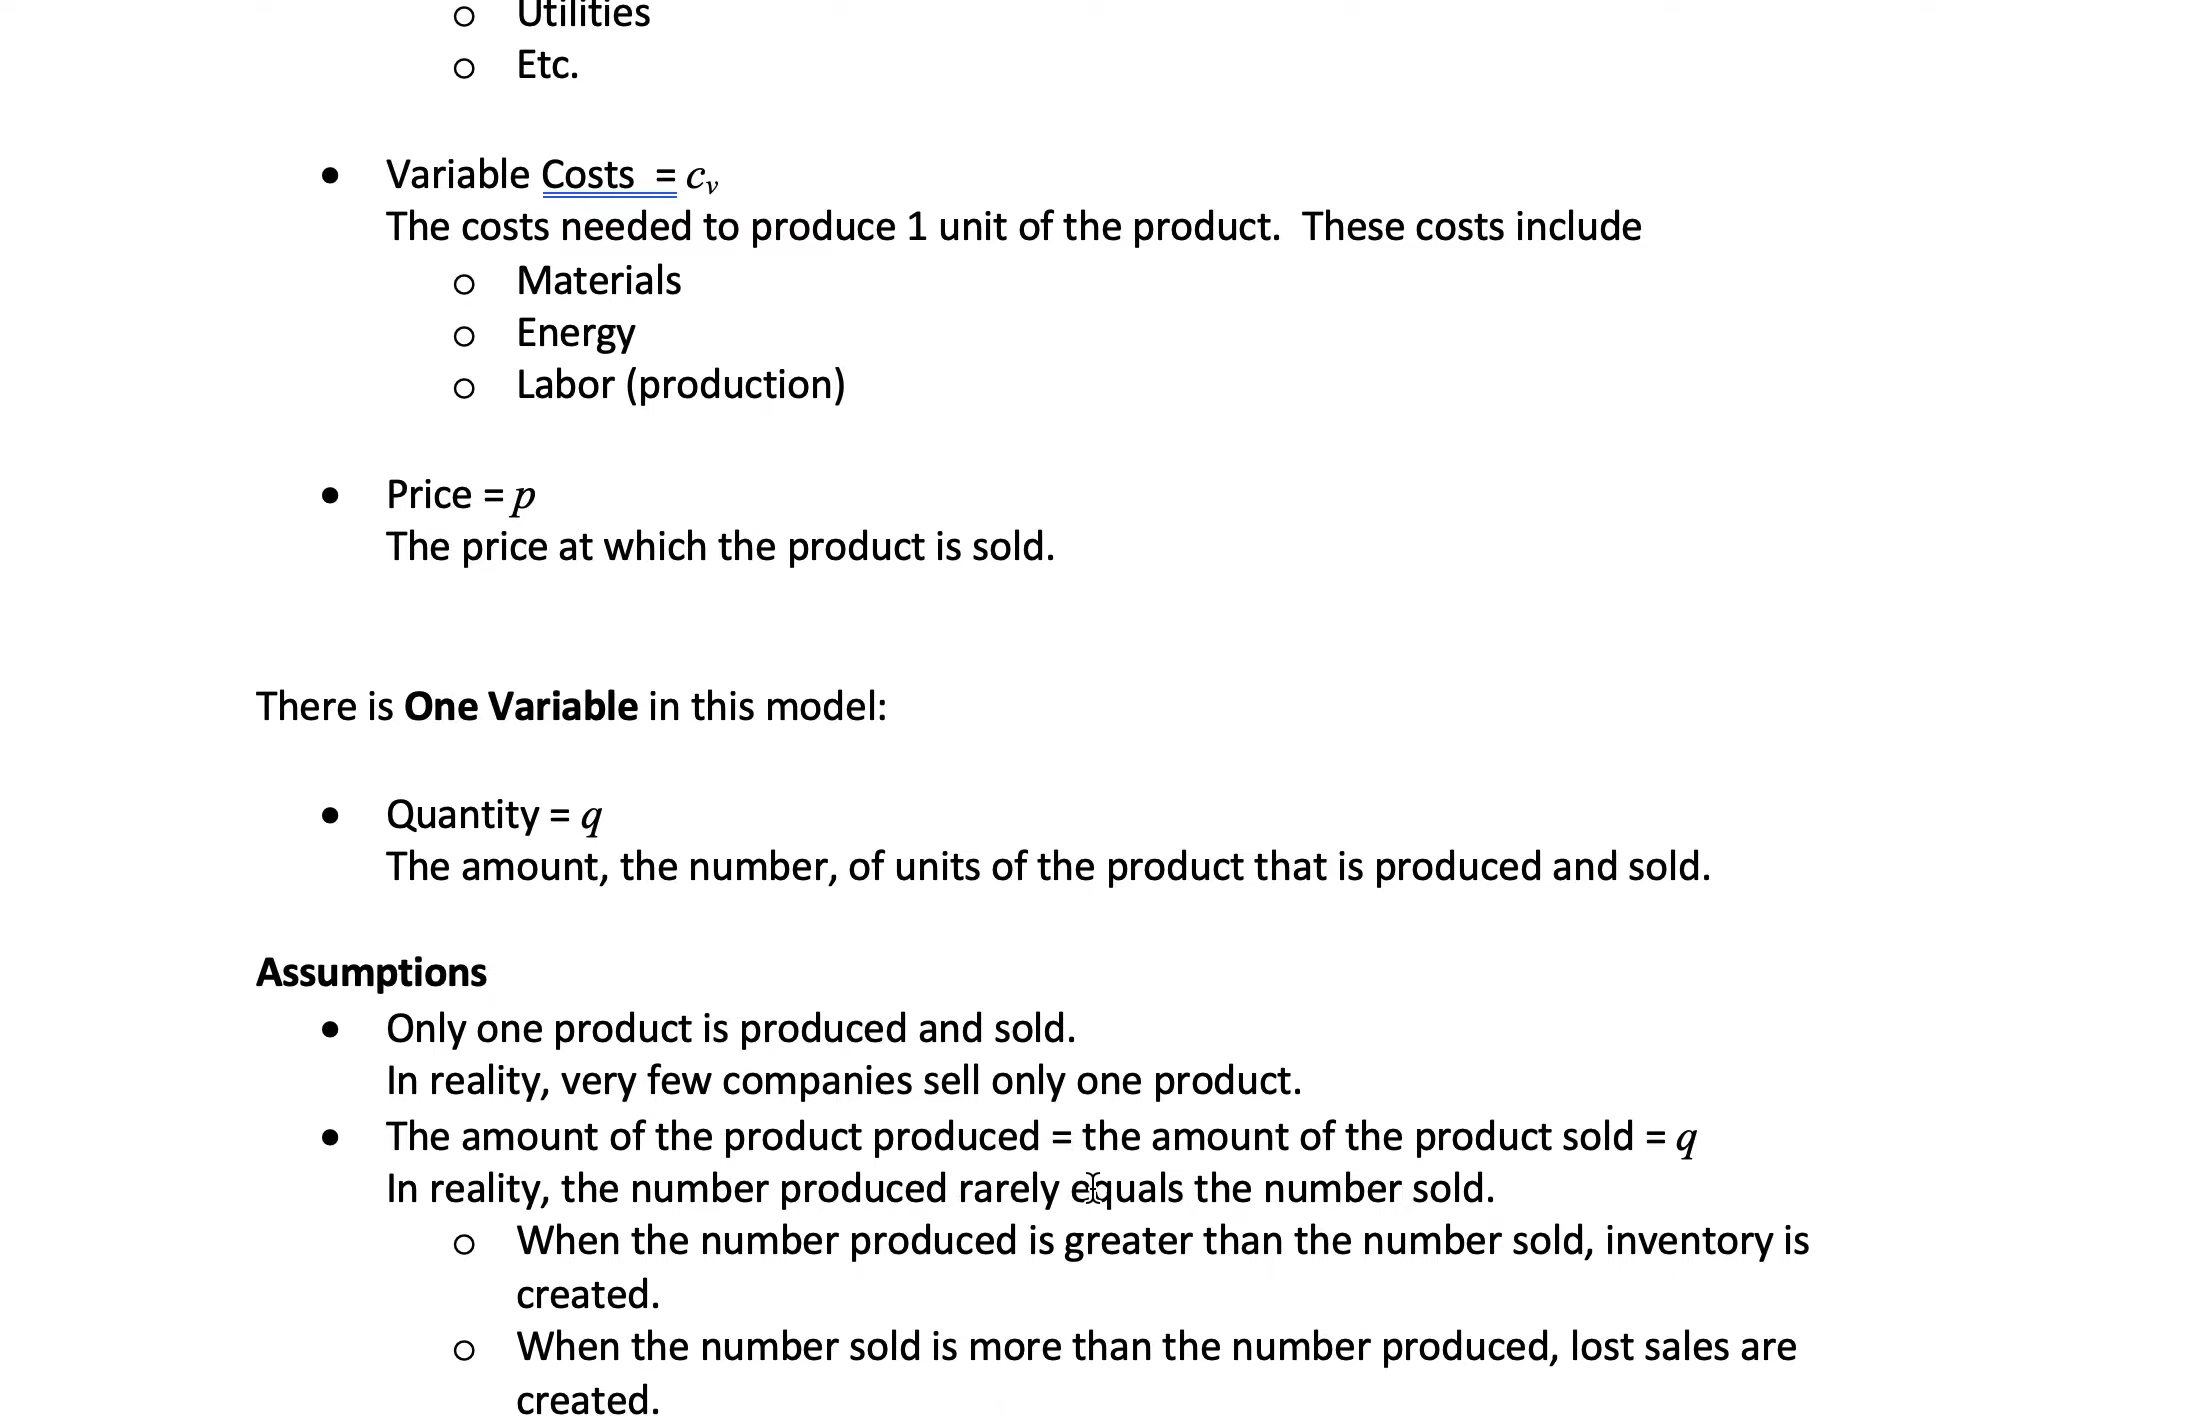 o Utilities
o Etc.
• Variable Costs = cᵥ
The costs needed to produce 1 unit of the product. These costs include
o Materials
o Energy
o Labor (production)
• Price = p
The price at which the product is sold.
There is One Variable in this model:
• Quantity = q
The amount, the number, of units of the product that is produced and sold.
Assumptions
• Only one product is produced and sold.
In reality, very few companies sell only one product.
• The amount of the product produced = the amount of the product sold = q
In reality, the number produced rarely equals the number sold.
o When the number produced is greater than the number sold, inventory is
created.
o When the number sold is more than the number produced, lost sales are
created.